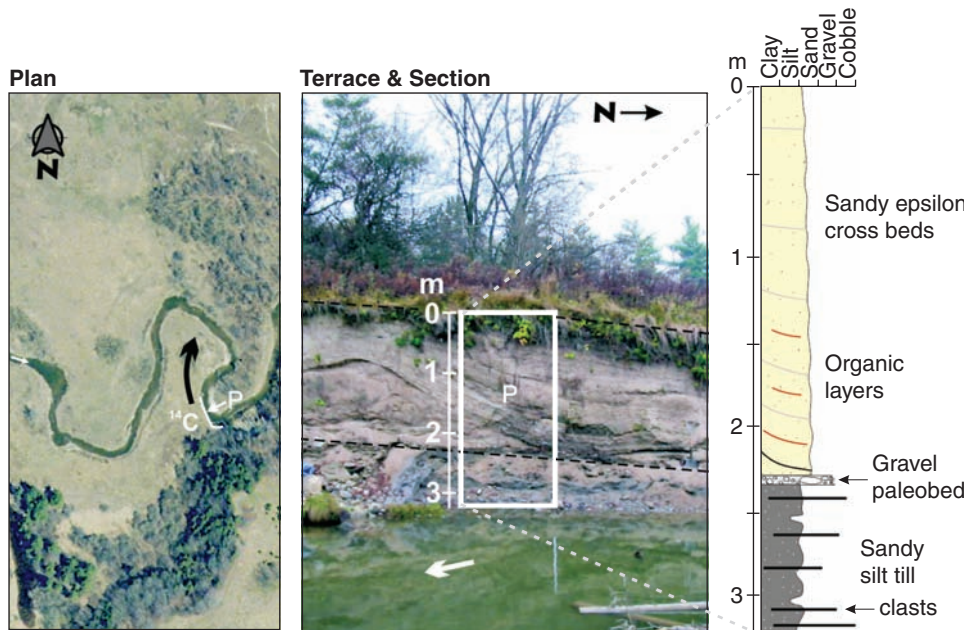 Plan
N
14C
P
Terrace & Section
N
m
0
1
2
3
P
m
0
1
2
3
Clay
Silt
Sand
Gravel
Cobble
Sandy epsilon
cross beds
Organic
layers
Gravel
paleobed
Sandy
silt till
clasts